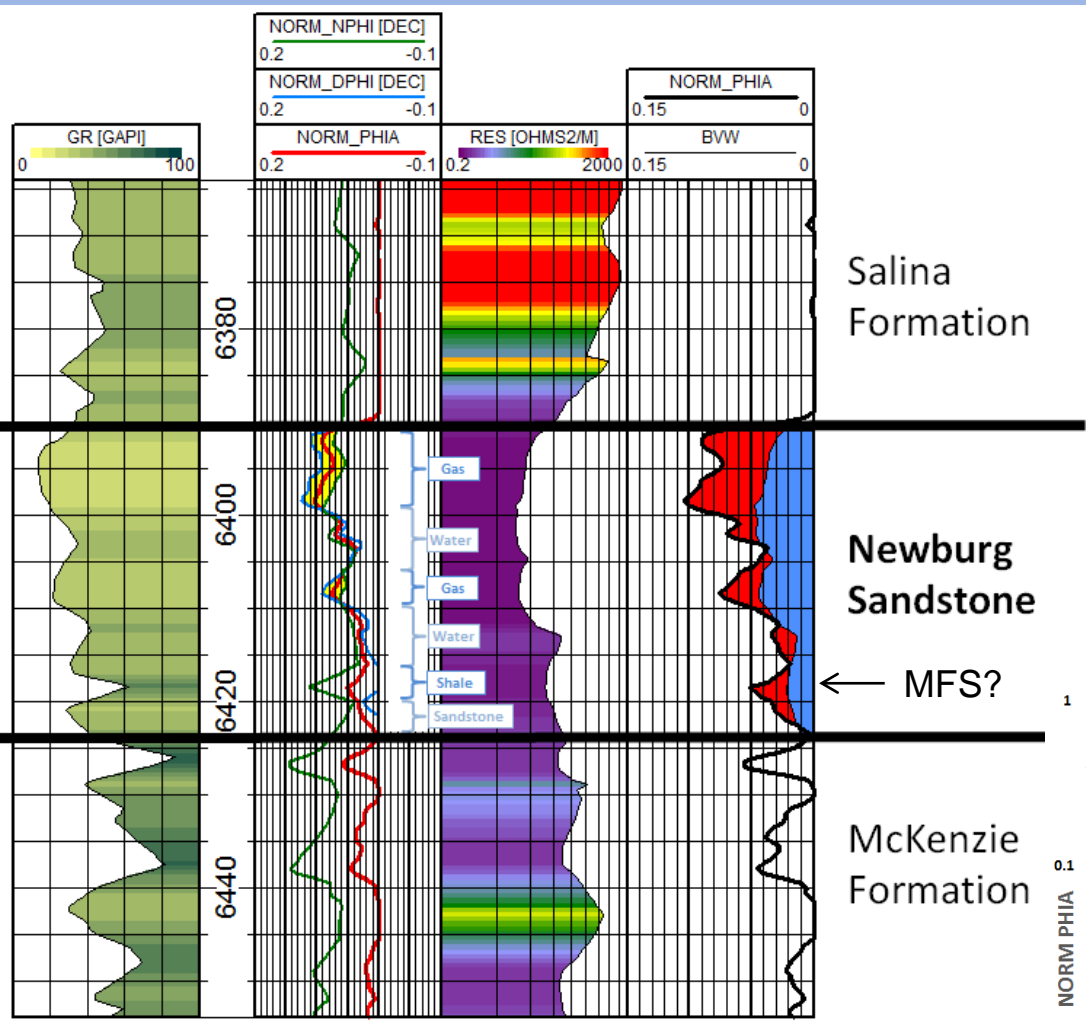 NORM_NPHI [DEC]
0.2 -0.1
NORM_DPHI [DEC]
0.2 -0.1
NORM_PHIA
0.15 0
GR [GAPI]
0 100
NORM_PHIA
0.2 -0.1
RES [OHMS2/M]
0.2 2000
BVW
0.15 0
Salina
Formation
6380
Gas
6400
Water
Newburg
Sandstone
Gas
Water
Shale
MFS?
6420
Sandstone
1
McKenzie
Formation
6440
0.1
NORM PHIA